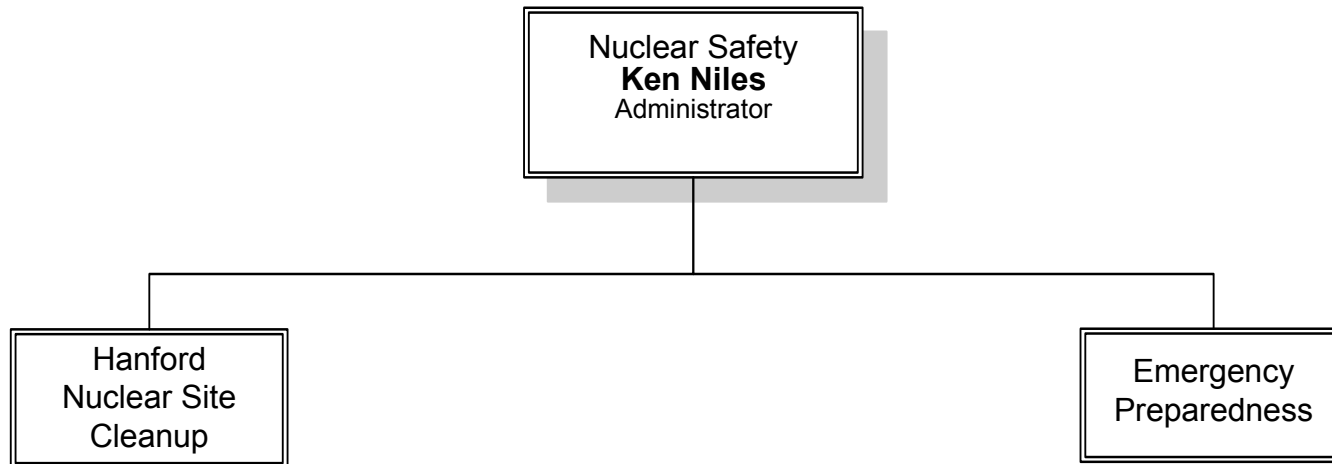 Nuclear Safety
Ken Niles
Administrator
Hanford
Nuclear Site
Cleanup
Emergency
Preparedness